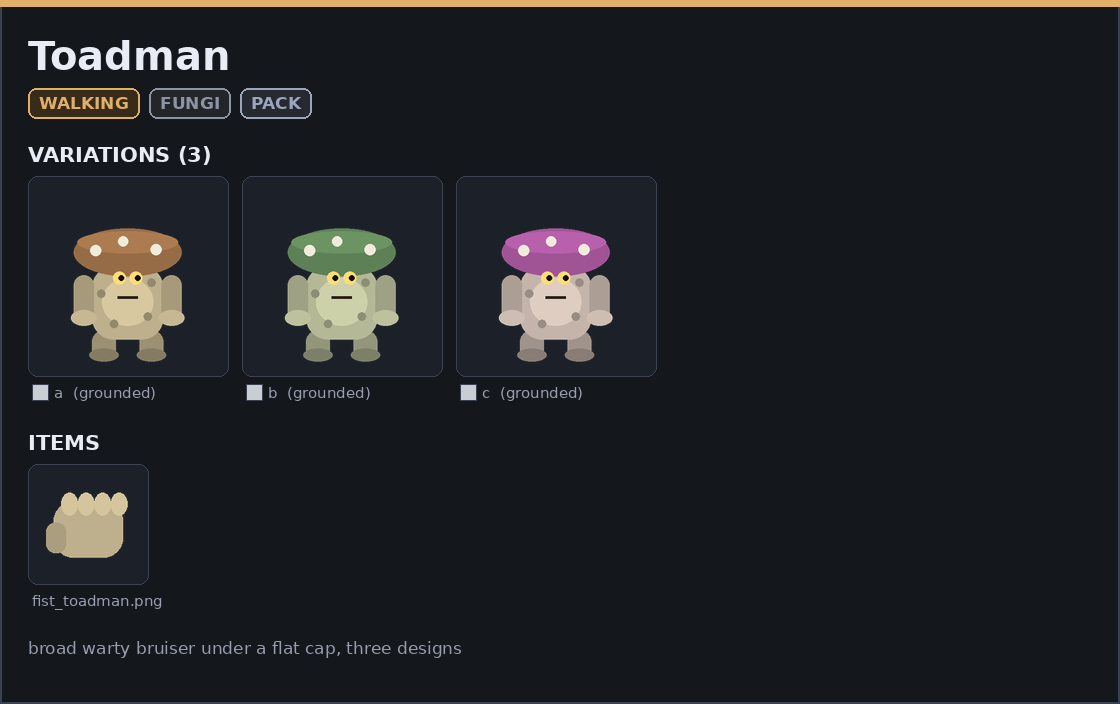 Toadman
WALKING FUNGI PACK
VARIATIONS (3)
a (grounded) b (grounded) c (grounded)
ITEMS
fist_toadman.png
broad warty bruiser under a flat cap, three designs